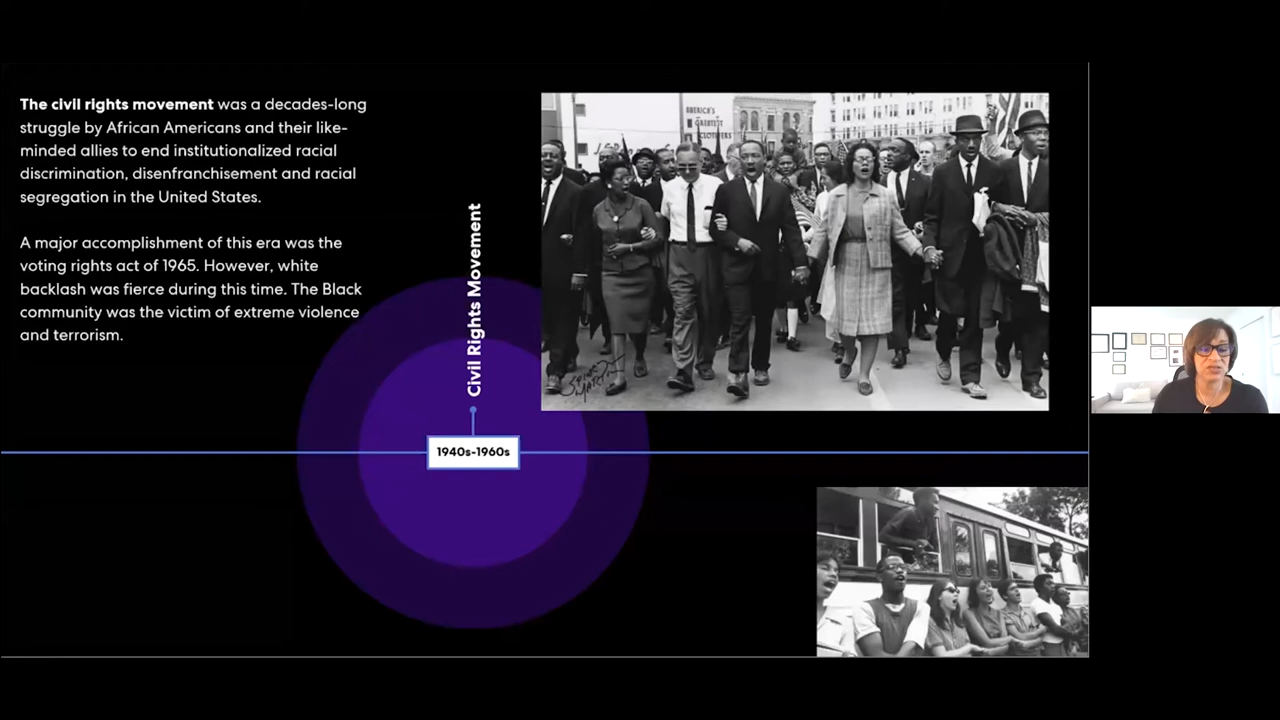 The civil rights movement was a decades-long
struggle by African Americans and their like-
minded allies to end institutionalized racial
discrimination, disenfranchisement and racial
segregation in the United States.
A major accomplishment of this era was the
voting rights act of 1965. However, white
backlash was fierce during this time. The Black
community was the victim of extreme violence
and terrorism.
Civil Rights Movement
1940s-1960s
AMERICA'S
GREATEST
CLOTHIERS